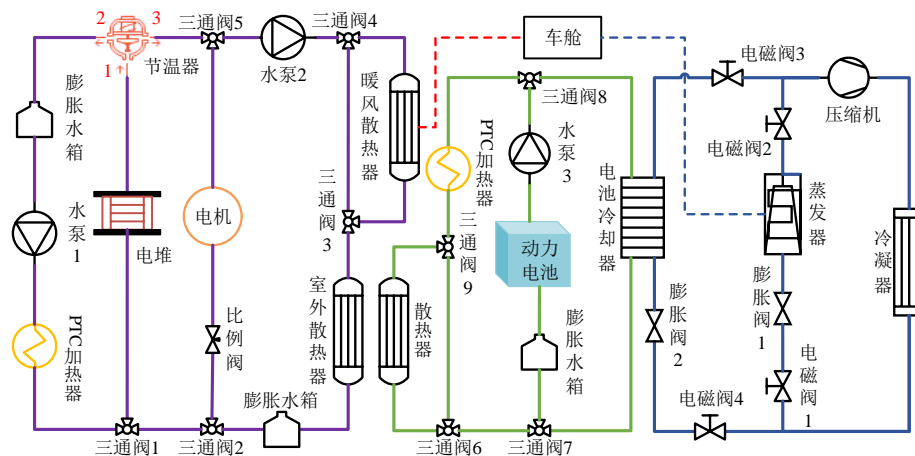 2
3
1
节温器
三通阀5
水泵2
三通阀4
车舱
电磁阀3
压缩机
膨胀水箱
暖风散热器
三通阀8
电磁阀2
PTC加热器
水泵3
水泵1
电堆
电机
三通阀3
三通阀9
动力
电池
电池冷却器
蒸发器
冷凝器
PTC加热器
比例阀
室外散热器
散热器
膨胀水箱
膨胀阀2
膨胀阀1
电磁阀1
膨胀水箱
电磁阀4
三通阀1
三通阀2
三通阀6
三通阀7